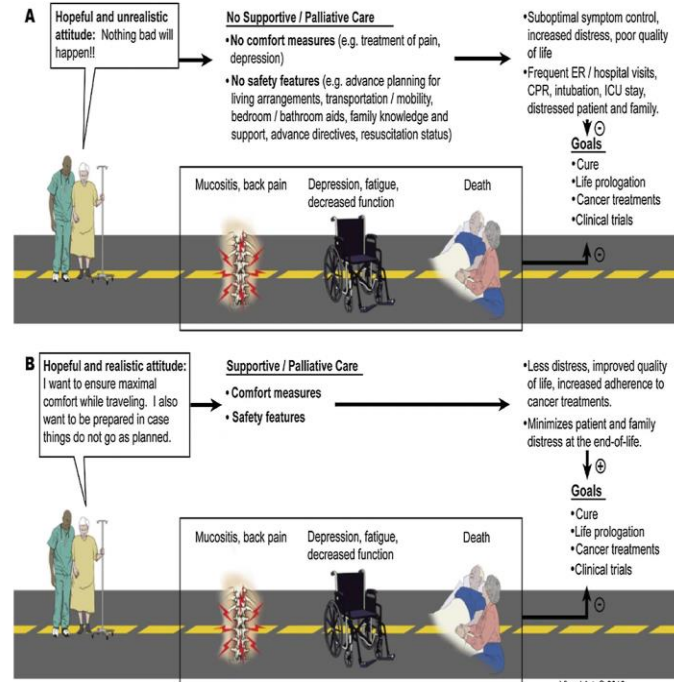 A
Hopeful and unrealistic
attitude: Nothing bad will
happen!!
No Supportive / Palliative Care
• No comfort measures (e.g. treatment of pain,
depression)
• No safety features (e.g. advance planning for
living arrangements, transportation / mobility,
bedroom / bathroom aids, family knowledge and
support, advance directives, resuscitation status)
• Suboptimal symptom control,
increased distress, poor quality
of life
• Frequent ER / hospital visits,
CPR, intubation, ICU stay,
distressed patient and family.
Goals
• Cure
• Life prologation
• Cancer treatments
• Clinical trials
Mucositis, back pain
Depression, fatigue,
decreased function
Death
B
Hopeful and realistic attitude:
I want to ensure maximal
comfort while traveling. I also
want to be prepared in case
things do not go as planned.
Supportive / Palliative Care
• Comfort measures
• Safety features
• Less distress, improved quality
of life, increased adherence to
cancer treatments.
• Minimizes patient and family
distress at the end-of-life.
Goals
• Cure
• Life prologation
• Cancer treatments
• Clinical trials
Mucositis, back pain
Depression, fatigue,
decreased function
Death